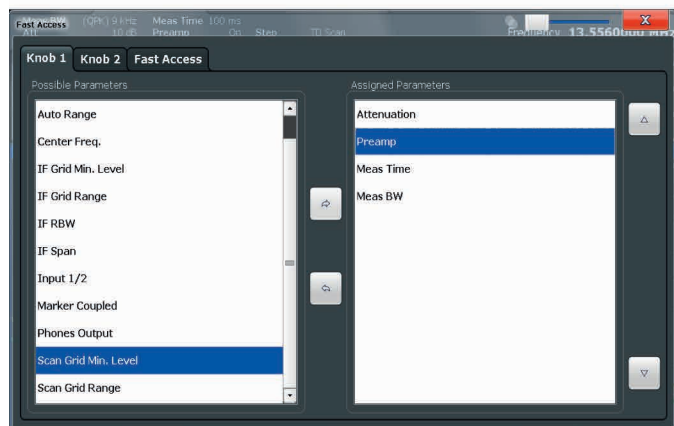 Fast Access
(QPK) 9 kHz Meas Time 100 ms
10 dB Preamp On Step TD Scan
Frequency 13.5560000 MHz
X
Knob 1 Knob 2 Fast Access
Possible Parameters
Auto Range
Center Freq.
IF Grid Min. Level
IF Grid Range
IF RBW
IF Span
Input 1/2
Marker Coupled
Phones Output
Scan Grid Min. Level
Scan Grid Range
Assigned Parameters
Attenuation
Preamp
Meas Time
Meas BW